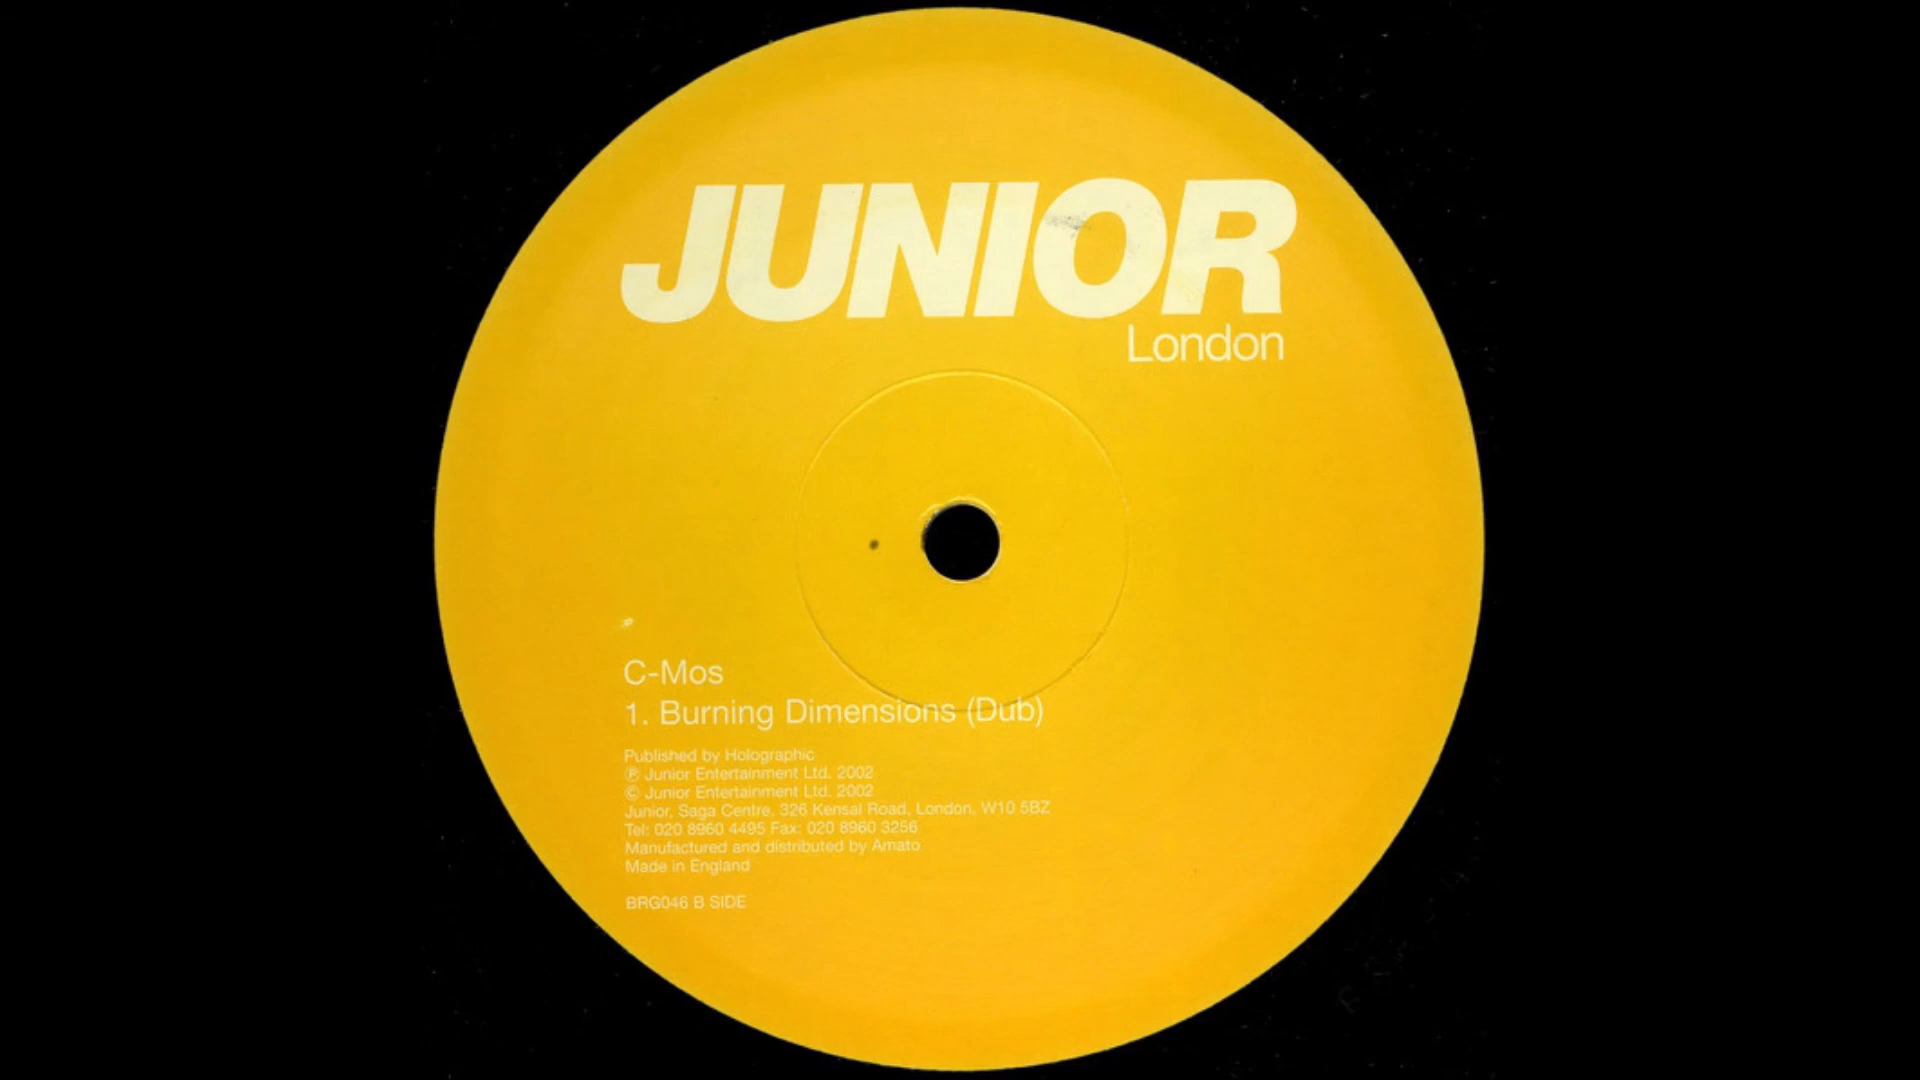 JUNIOR
London
C-Mos
1. Burning Dimensions (Dub)
Published by Holographic
℗ Junior Entertainment Ltd. 2002
© Junior Entertainment Ltd. 2002
Junior, Saga Centre, 326 Kensal Road, London, W10 5BZ
Tel: 020 8960 4495 Fax: 020 8960 3256
Manufactured and distributed by Amato
Made in England
BRG046 B SIDE